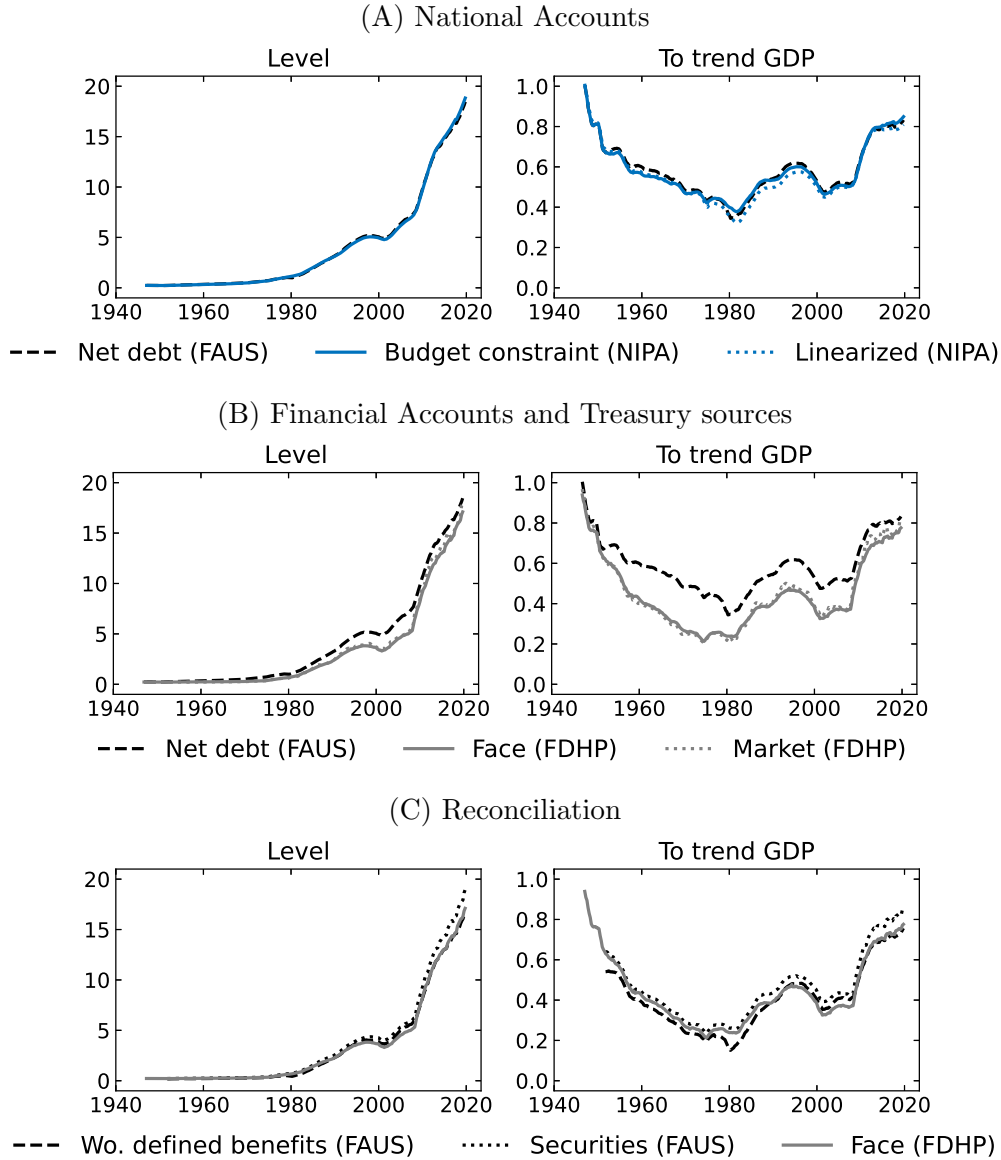 (A) National Accounts
Level
To trend GDP
20
15
10
5
0
1940 1960 1980 2000 2020
1.0
0.8
0.6
0.4
0.2
0.0
1940 1960 1980 2000 2020
Net debt (FAUS) Budget constraint (NIPA) Linearized (NIPA)
(B) Financial Accounts and Treasury sources
Level
To trend GDP
20
15
10
5
0
1940 1960 1980 2000 2020
1.0
0.8
0.6
0.4
0.2
0.0
1940 1960 1980 2000 2020
Net debt (FAUS) Face (FDHP) Market (FDHP)
(C) Reconciliation
Level
To trend GDP
20
15
10
5
0
1940 1960 1980 2000 2020
1.0
0.8
0.6
0.4
0.2
0.0
1940 1960 1980 2000 2020
Wo. defined benefits (FAUS) Securities (FAUS) Face (FDHP)